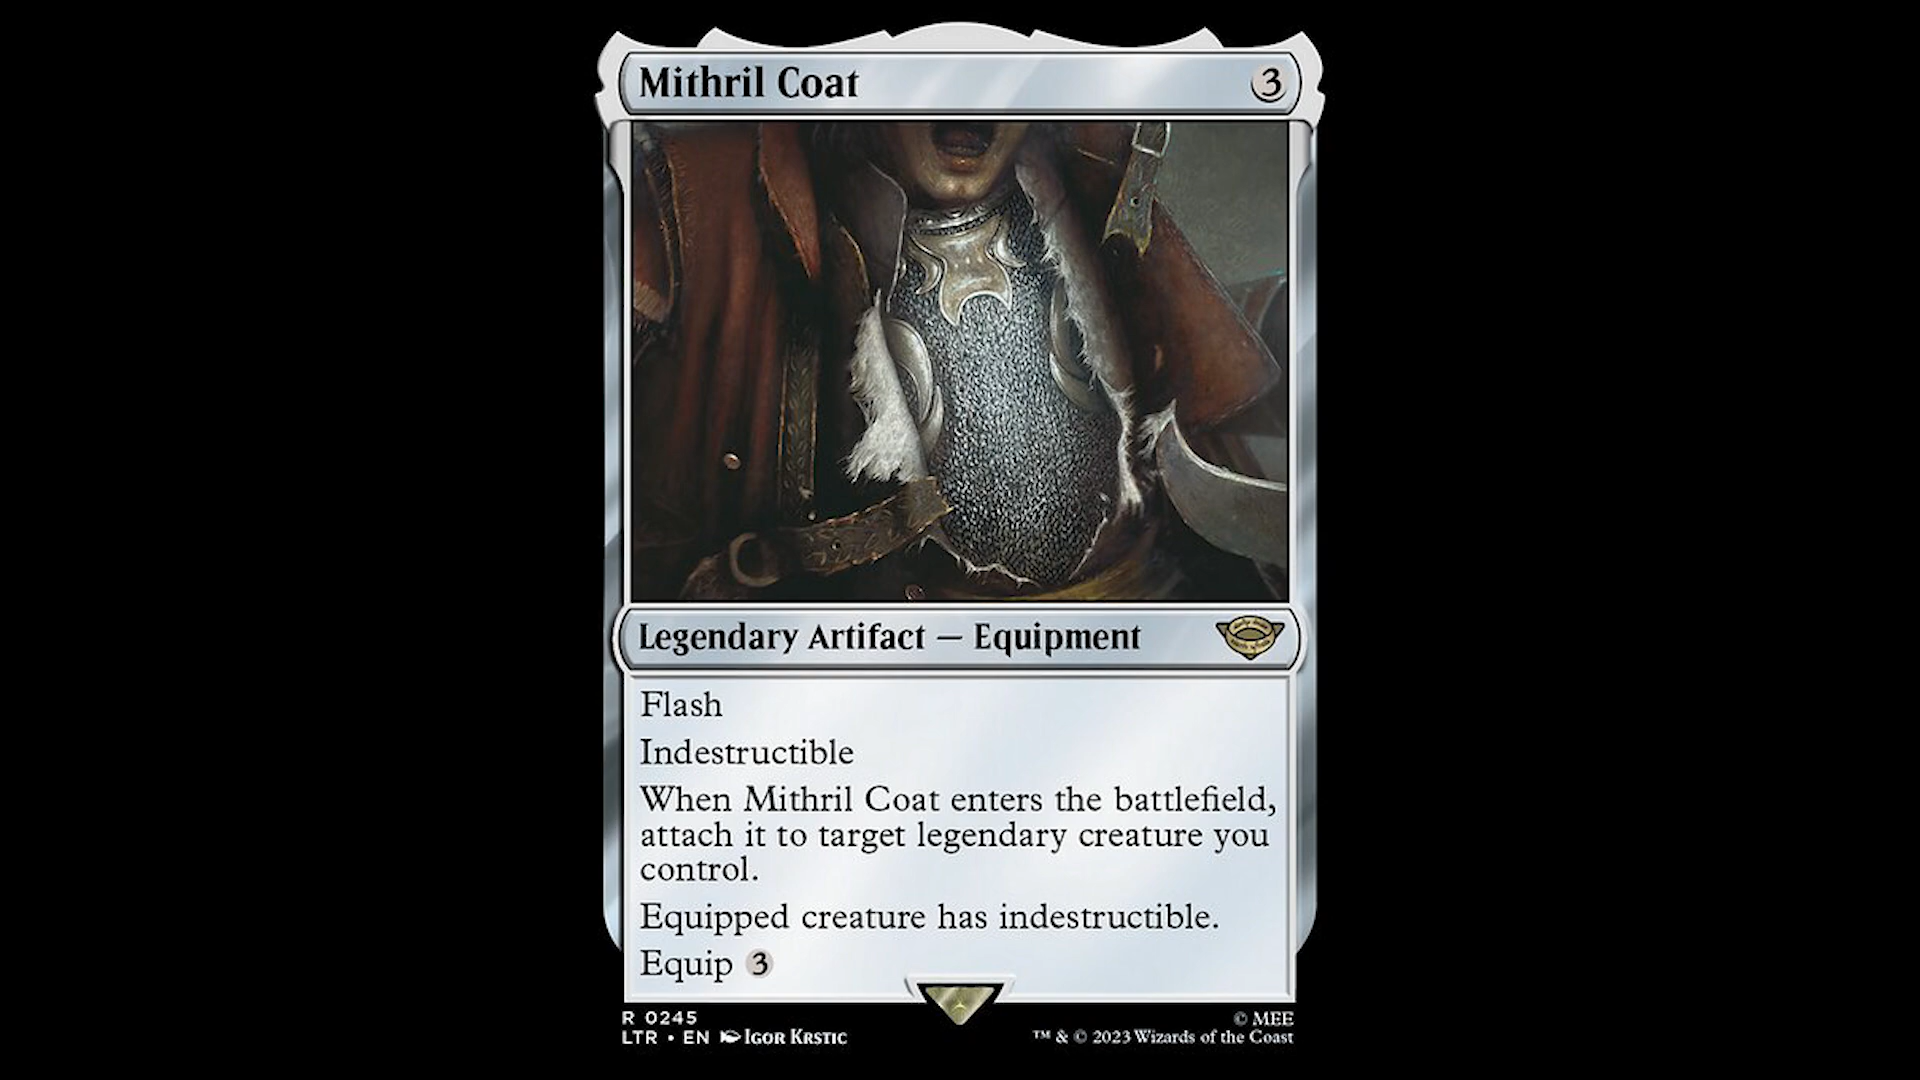 Mithril Coat 3
Legendary Artifact — Equipment
Flash
Indestructible
When Mithril Coat enters the battlefield,
attach it to target legendary creature you
control.
Equipped creature has indestructible.
Equip 3
R 0245
LTR • EN Igor Krstic
© MEE
™ & © 2023 Wizards of the Coast